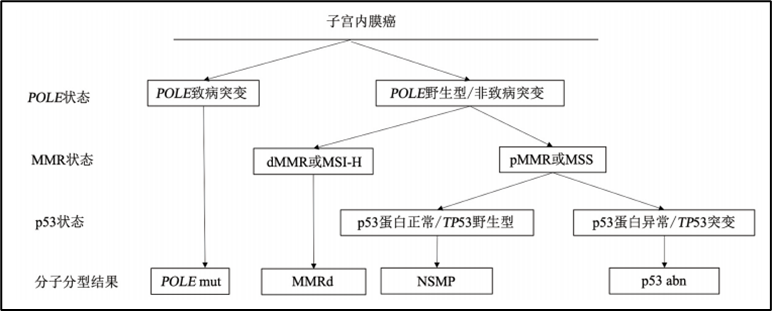 子宫内膜癌
POLE状态
POLE致病突变
POLE野生型/非致病突变
MMR状态
dMMR或MSI-H
pMMR或MSS
p53状态
p53蛋白正常/TP53野生型
p53蛋白异常/TP53突变
分子分型结果
POLE mut
MMRd
NSMP
p53 abn